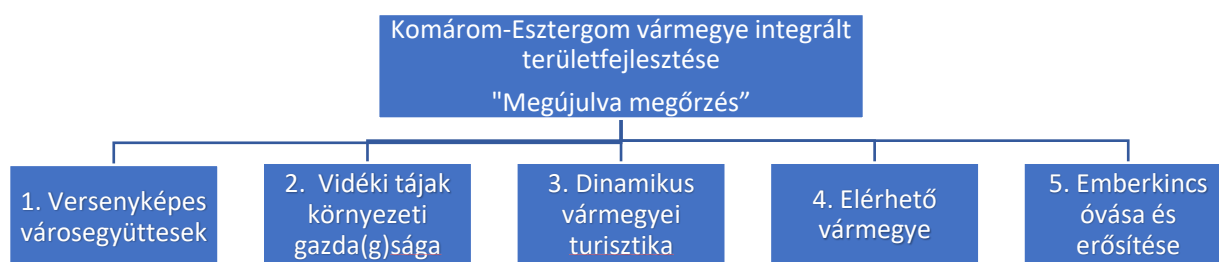 Komárom-Esztergom vármegye integrált
területfejlesztése
"Megújulva megőrzés”
1. Versenyképes
városegyüttesek
2. Vidéki tájak
környezeti
gazda(g)sága
3. Dinamikus
vármegyei
turisztika
4. Elérhető
vármegye
5. Emberkincs
óvása és
erősítése